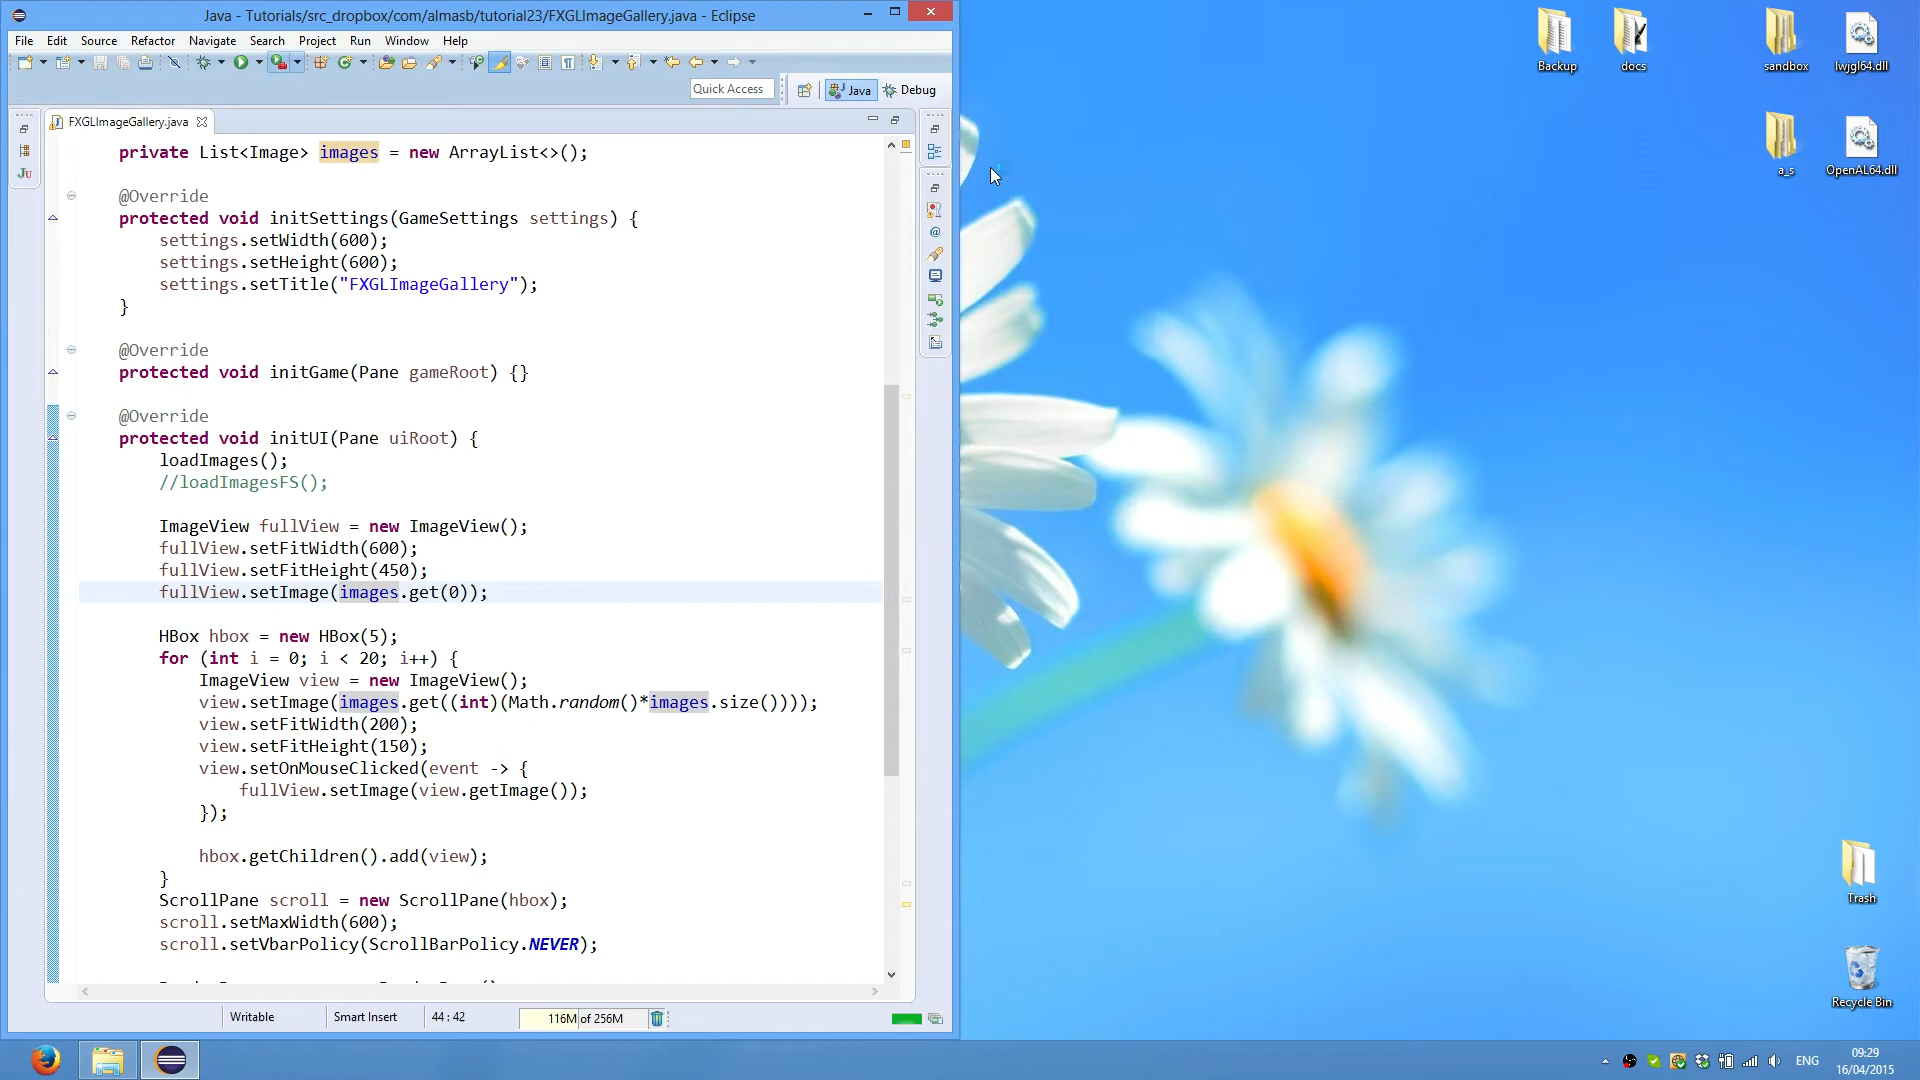 Java - Tutorials/src_dropbox/com/almasb/tutorial23/FXGLImageGallery.java - Eclipse
File Edit Source Refactor Navigate Search Project Run Window Help
Quick Access
Java
Debug
FXGLImageGallery.java
private List<Image> images = new ArrayList<>();
@Override
protected void initSettings(GameSettings settings) {
settings.setWidth(600);
settings.setHeight(600);
settings.setTitle("FXGLImageGallery");
}
@Override
protected void initGame(Pane gameRoot) {}
@Override
protected void initUI(Pane uiRoot) {
loadImages();
//loadImagesFS();
ImageView fullView = new ImageView();
fullView.setFitWidth(600);
fullView.setFitHeight(450);
fullView.setImage(images.get(0));
HBox hbox = new HBox(5);
for (int i = 0; i < 20; i++) {
ImageView view = new ImageView();
view.setImage(images.get((int)(Math.random()*images.size())));
view.setFitWidth(200);
view.setFitHeight(150);
view.setOnMouseClicked(event -> {
fullView.setImage(view.getImage());
});
hbox.getChildren().add(view);
}
ScrollPane scroll = new ScrollPane(hbox);
scroll.setMaxWidth(600);
scroll.setVbarPolicy(ScrollBarPolicy.NEVER);
Writable
Smart Insert
44 : 42
116M of 256M
Backup
docs
sandbox
lwjgl64.dll
a_s
OpenAL64.dll
Trash
Recycle Bin
ENG
09:29
16/04/2015